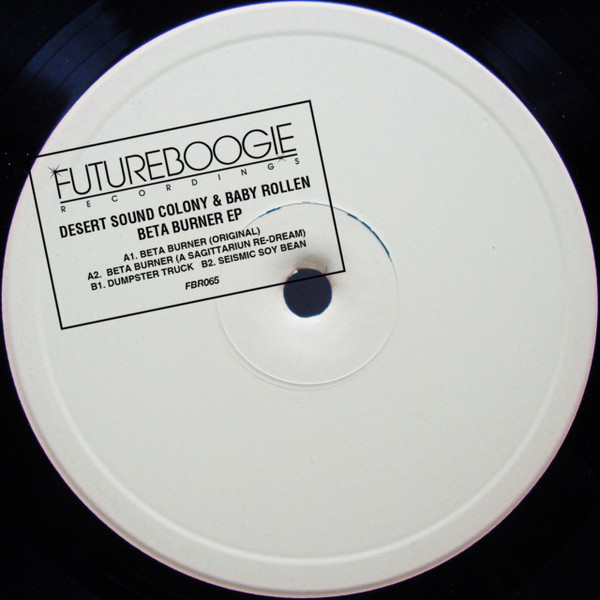 FUTUREBOOGIE
RECORDINGS
DESERT SOUND COLONY & BABY ROLLEN
BETA BURNER EP
A1. BETA BURNER (ORIGINAL)
A2. BETA BURNER (A SAGITTARIUN RE-DREAM)
B1. DUMPSTER TRUCK B2. SEISMIC SOY BEAN
FBR065